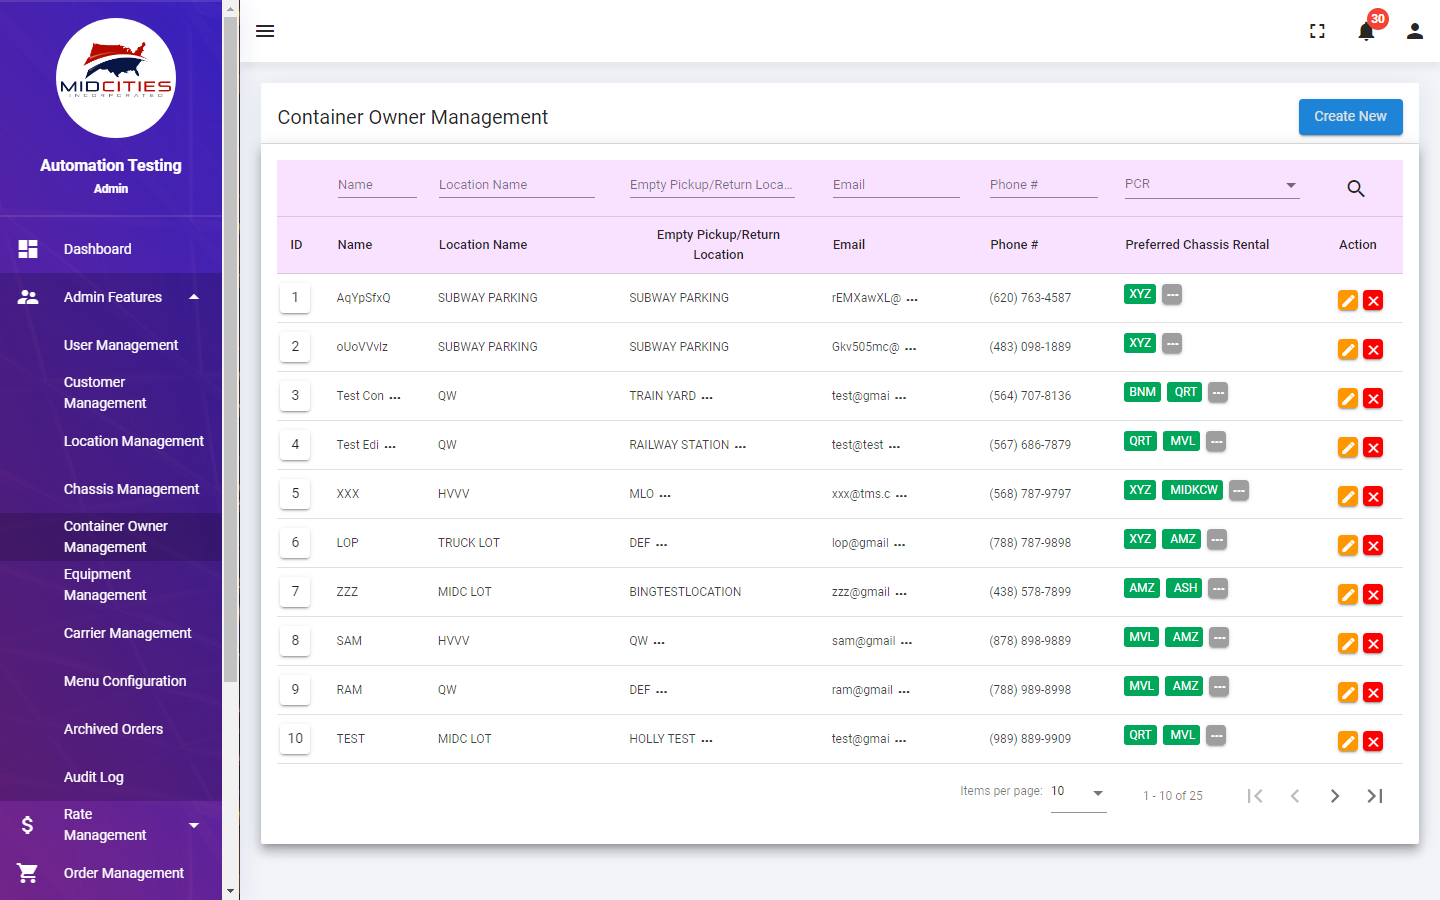 MIDCITIES
INCORPORATED
Automation Testing
Admin
Dashboard
Admin Features
User Management
Customer
Management
Location Management
Chassis Management
Container Owner
Management
Equipment
Management
Carrier Management
Menu Configuration
Archived Orders
Audit Log
Rate
Management
Order Management
30
Container Owner Management
Create New
Name Location Name Empty Pickup/Return Loca... Email Phone # PCR
ID Name Location Name Empty Pickup/Return Location Email Phone # Preferred Chassis Rental Action
1 AqYpSfxQ SUBWAY PARKING SUBWAY PARKING rEMXawXL@ ... (620) 763-4587 XYZ ---
2 oUoVVvIz SUBWAY PARKING SUBWAY PARKING Gkv505mc@ ... (483) 098-1889 XYZ ---
3 Test Con ... QW TRAIN YARD ... test@gmai ... (564) 707-8136 BNM QRT ---
4 Test Edi ... QW RAILWAY STATION ... test@test ... (567) 686-7879 QRT MVL ---
5 XXX HVVV MLO ... xxx@tms.c ... (568) 787-9797 XYZ MIDKCW ---
6 LOP TRUCK LOT DEF ... lop@gmail ... (788) 787-9898 XYZ AMZ ---
7 ZZZ MIDC LOT BINGTESTLOCATION zzz@gmail ... (438) 578-7899 AMZ ASH ---
8 SAM HVVV QW ... sam@gmail ... (878) 898-9889 MVL AMZ ---
9 RAM QW DEF ... ram@gmail ... (788) 989-8998 MVL AMZ ---
10 TEST MIDC LOT HOLLY TEST ... test@gmai ... (989) 889-9909 QRT MVL ---
Items per page: 10 1 - 10 of 25